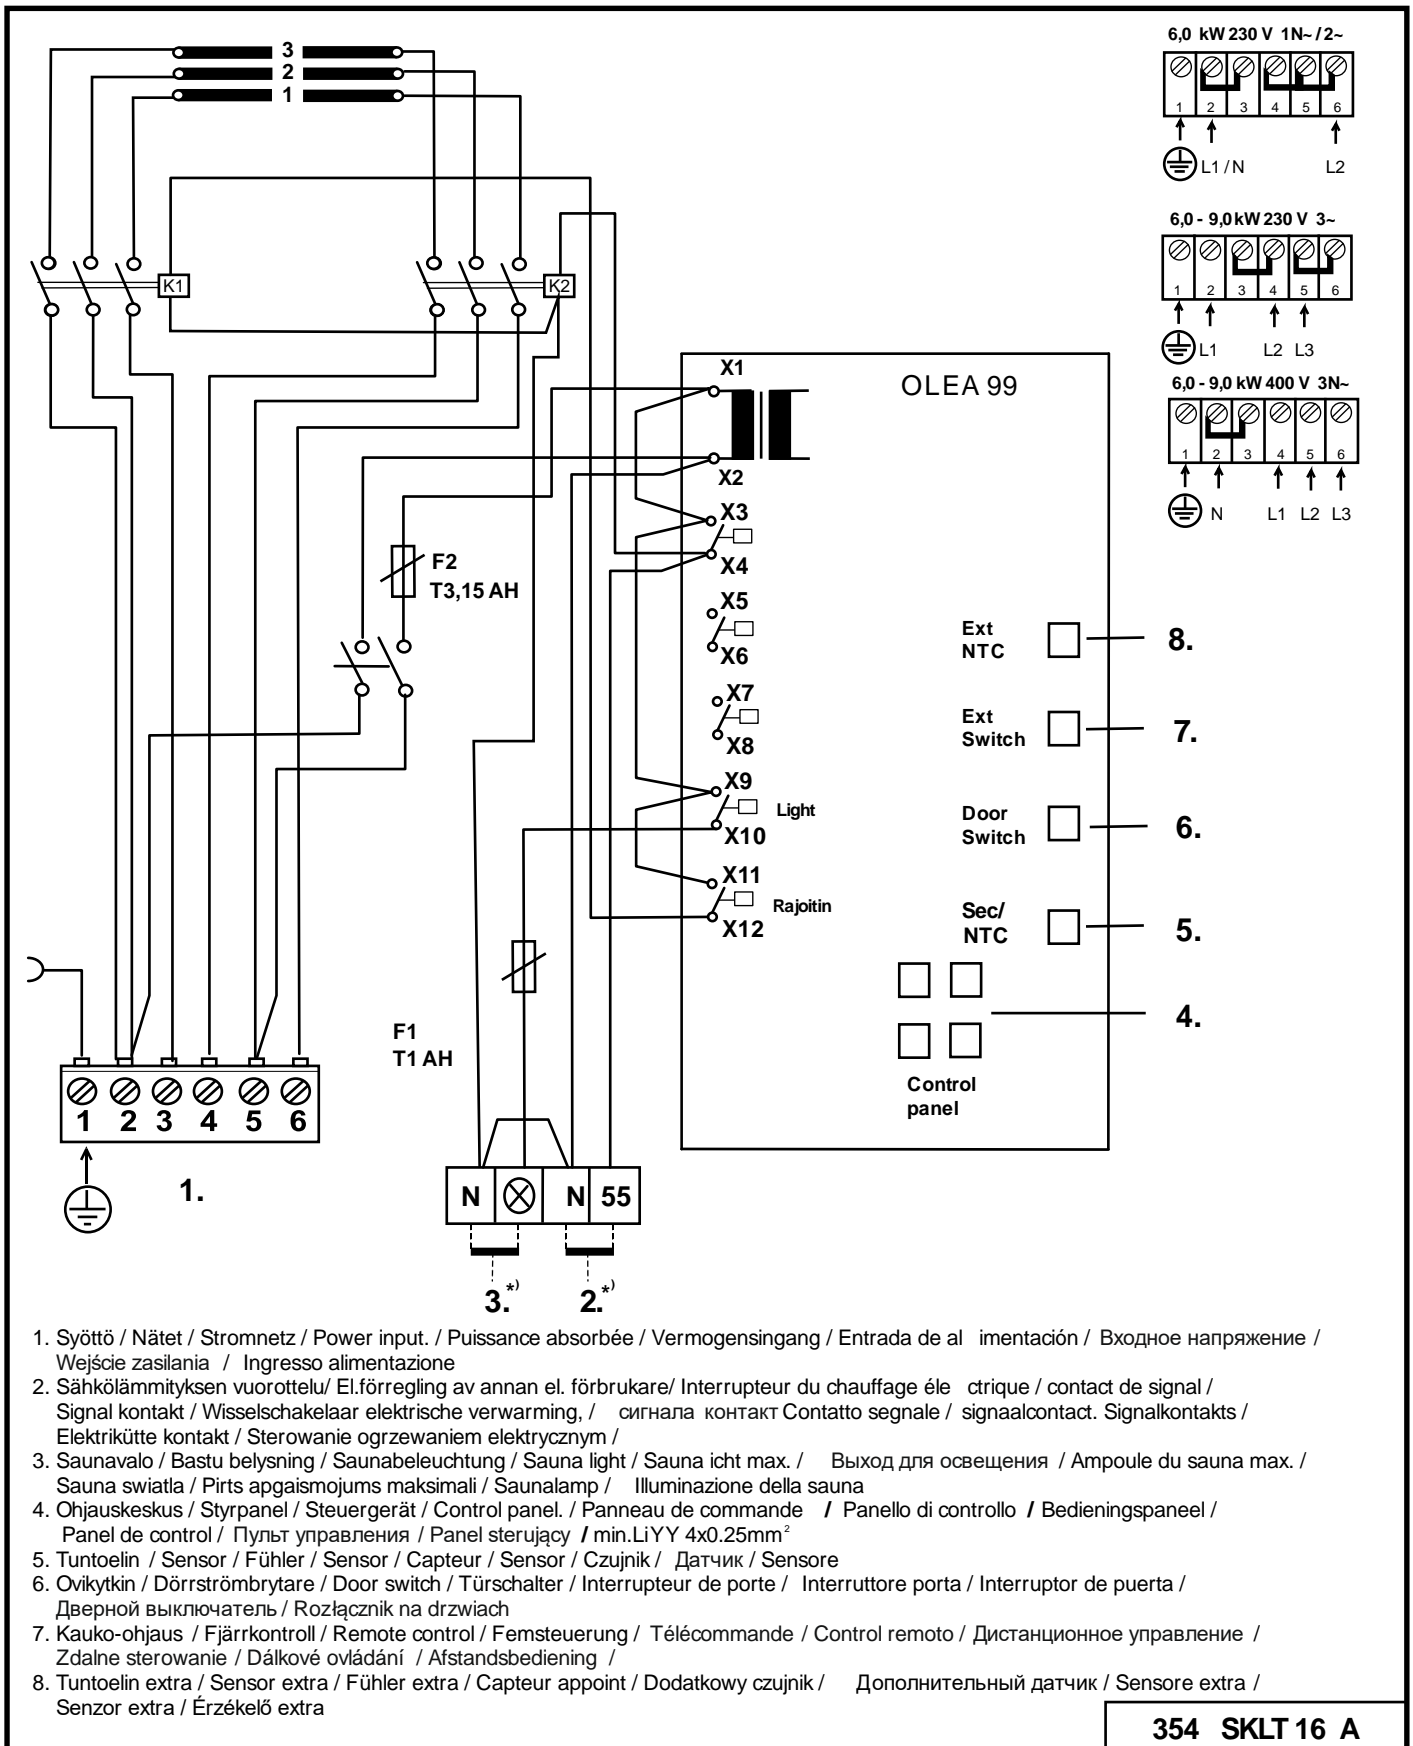 6,0 kW 230 V 1N~ / 2~
1 2 3 4 5 6
L1 / N L2
6,0 - 9,0 kW 230 V 3~
1 2 3 4 5 6
L1 L2 L3
6,0 - 9,0 kW 400 V 3N~
1 2 3 4 5 6
N L1 L2 L3
3
2
1
K1
K2
OLEA 99
X1
X2
X3
X4
X5
X6
X7
X8
X9
Light
X10
X11
Rajoitin
X12
F2
T3,15 AH
Ext
NTC
8.
Ext
Switch
7.
Door
Switch
6.
Sec/
NTC
5.
4.
Control
panel
F1
T1 AH
1 2 3 4 5 6
1.
N N 55
3.*)
2.*)
1. Syöttö / Nätet / Stromnetz / Power input. / Puissance absorbée / Vermogensingang / Entrada de al imentación / Входное напряжение /
Wejście zasilania / Ingresso alimentazione
2. Sähkölämmityksen vuorottelu/ El.förregling av annan el. förbrukare/ Interrupteur du chauffage éle ctrique / contact de signal /
Signal kontakt / Wisselschakelaar elektrische verwarming, / сигнала контакт Contatto segnale / signaalcontact. Signalkontakts /
Elektrikütte kontakt / Sterowanie ogrzewaniem elektrycznym /
3. Saunavalo / Bastu belysning / Saunabeleuchtung / Sauna light / Sauna icht max. / Выход для освещения / Ampoule du sauna max. /
Sauna swiatla / Pirts apgaismojums maksimali / Saunalamp / Illuminazione della sauna
4. Ohjauskeskus / Styrpanel / Steuergerät / Control panel. / Panneau de commande / Panello di controllo / Bedieningspaneel /
Panel de control / Пульт управления / Panel sterujący / min.LiYY 4x0.25mm²
5. Tuntoelin / Sensor / Fühler / Sensor / Capteur / Sensor / Czujnik / Датчик / Sensore
6. Ovikytkin / Dörrströmbrytare / Door switch / Türschalter / Interrupteur de porte / Interruttore porta / Interruptor de puerta /
Дверной выключатель / Rozłącznik na drzwiach
7. Kauko-ohjaus / Fjärrkontroll / Remote control / Femsteuerung / Télécommande / Control remoto / Дистанционное управление /
Zdalne sterowanie / Dálkové ovládání / Afstandsbediening /
8. Tuntoelin extra / Sensor extra / Fühler extra / Capteur appoint / Dodatkowy czujnik / Дополнительный датчик / Sensore extra /
Senzor extra / Érzékelő extra
354 SKLT 16 A